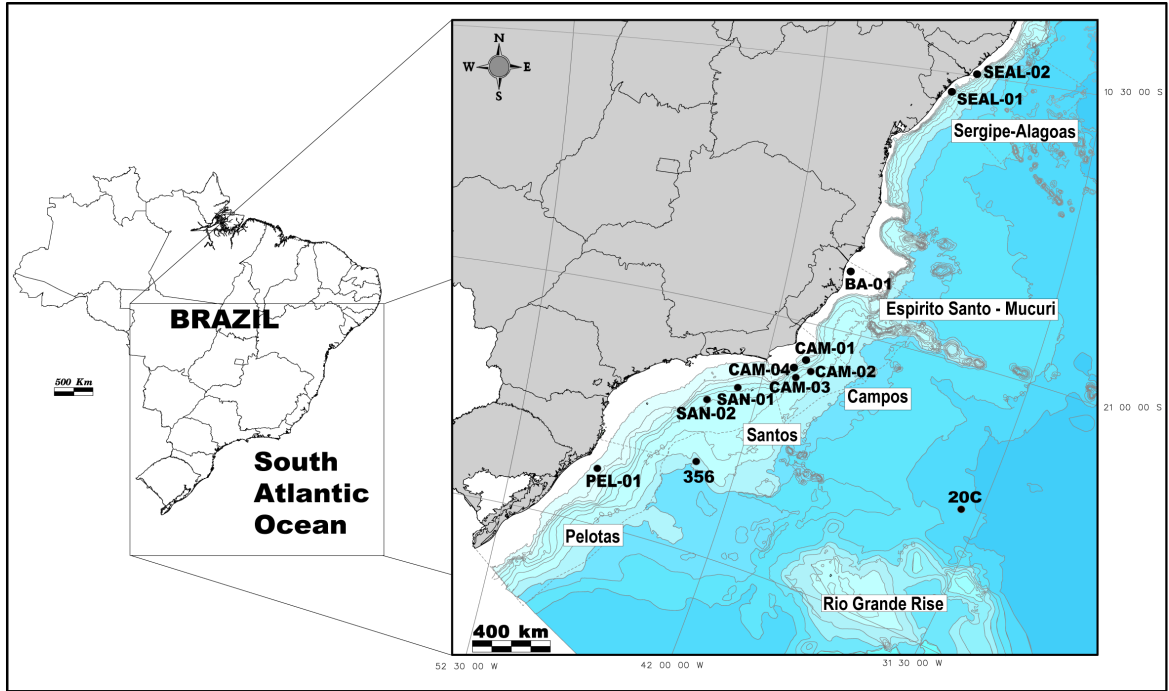 N
W
E
S
SEAL-02
10 30 00 S
SEAL-01
Sergipe-Alagoas
BA-01
Espirito Santo - Mucuri
BRAZIL
CAM-01
CAM-04
CAM-02
CAM-03
500 Km
SAN-01
Campos
SAN-02
21 00 00 S
Santos
South
Atlantic
Ocean
PEL-01
356
20C
Pelotas
Rio Grande Rise
400 km
52 30 00 W
42 00 00 W
31 30 00 W